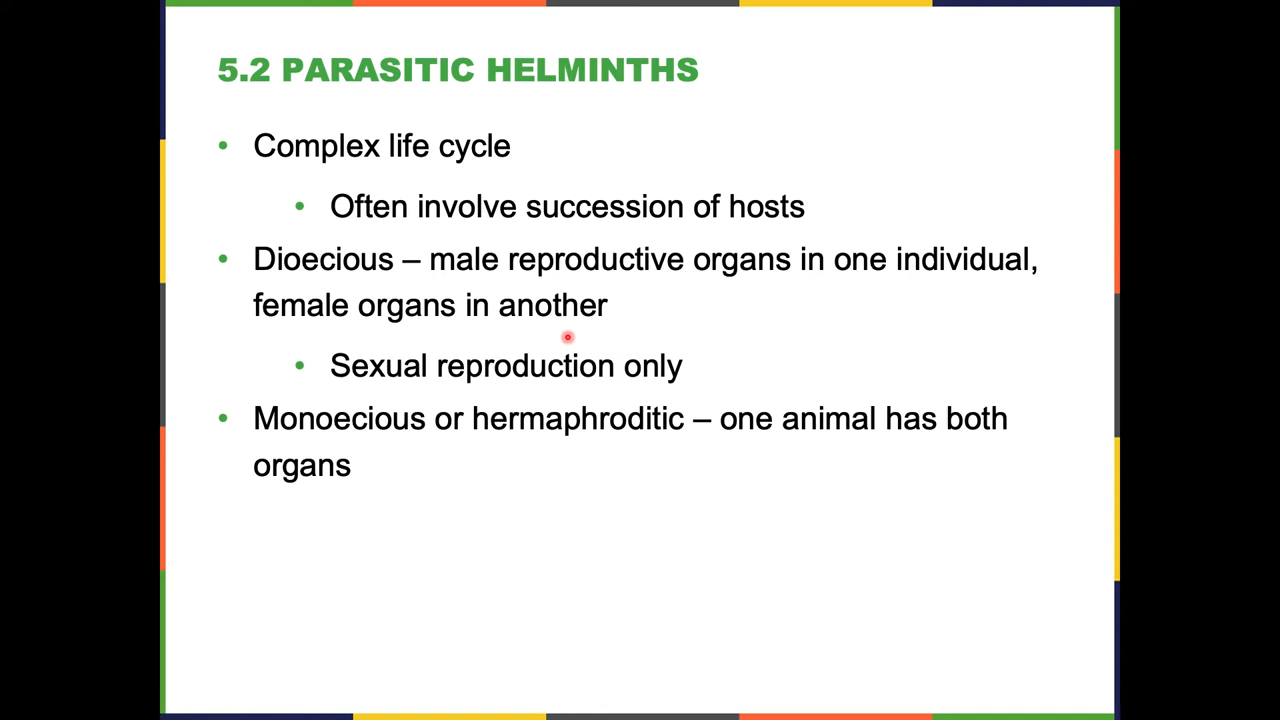 5.2 PARASITIC HELMINTHS
• Complex life cycle
• Often involve succession of hosts
• Dioecious – male reproductive organs in one individual,
female organs in another
• Sexual reproduction only
• Monoecious or hermaphroditic – one animal has both
organs